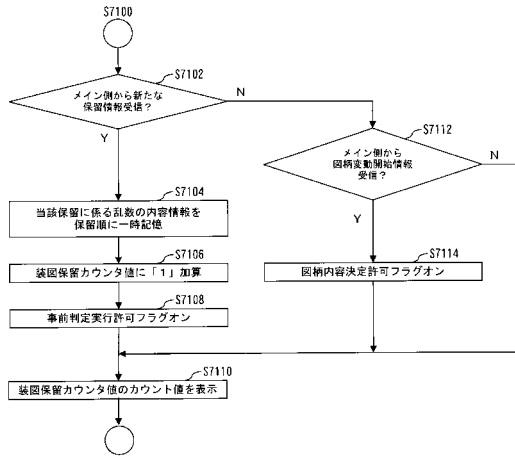 S7100
S7102
メイン側から新たな
保留情報受信？
N
Y
S7112
メイン側から
図柄変動開始情報
受信？
N
Y
S7104
当該保留に係る乱数の内容情報を
保留順に一時記憶
S7106
装図保留カウンタ値に「１」加算
S7108
事前判定実行許可フラグオン
S7114
図柄内容決定許可フラグオン
S7110
装図保留カウンタ値のカウント値を表示